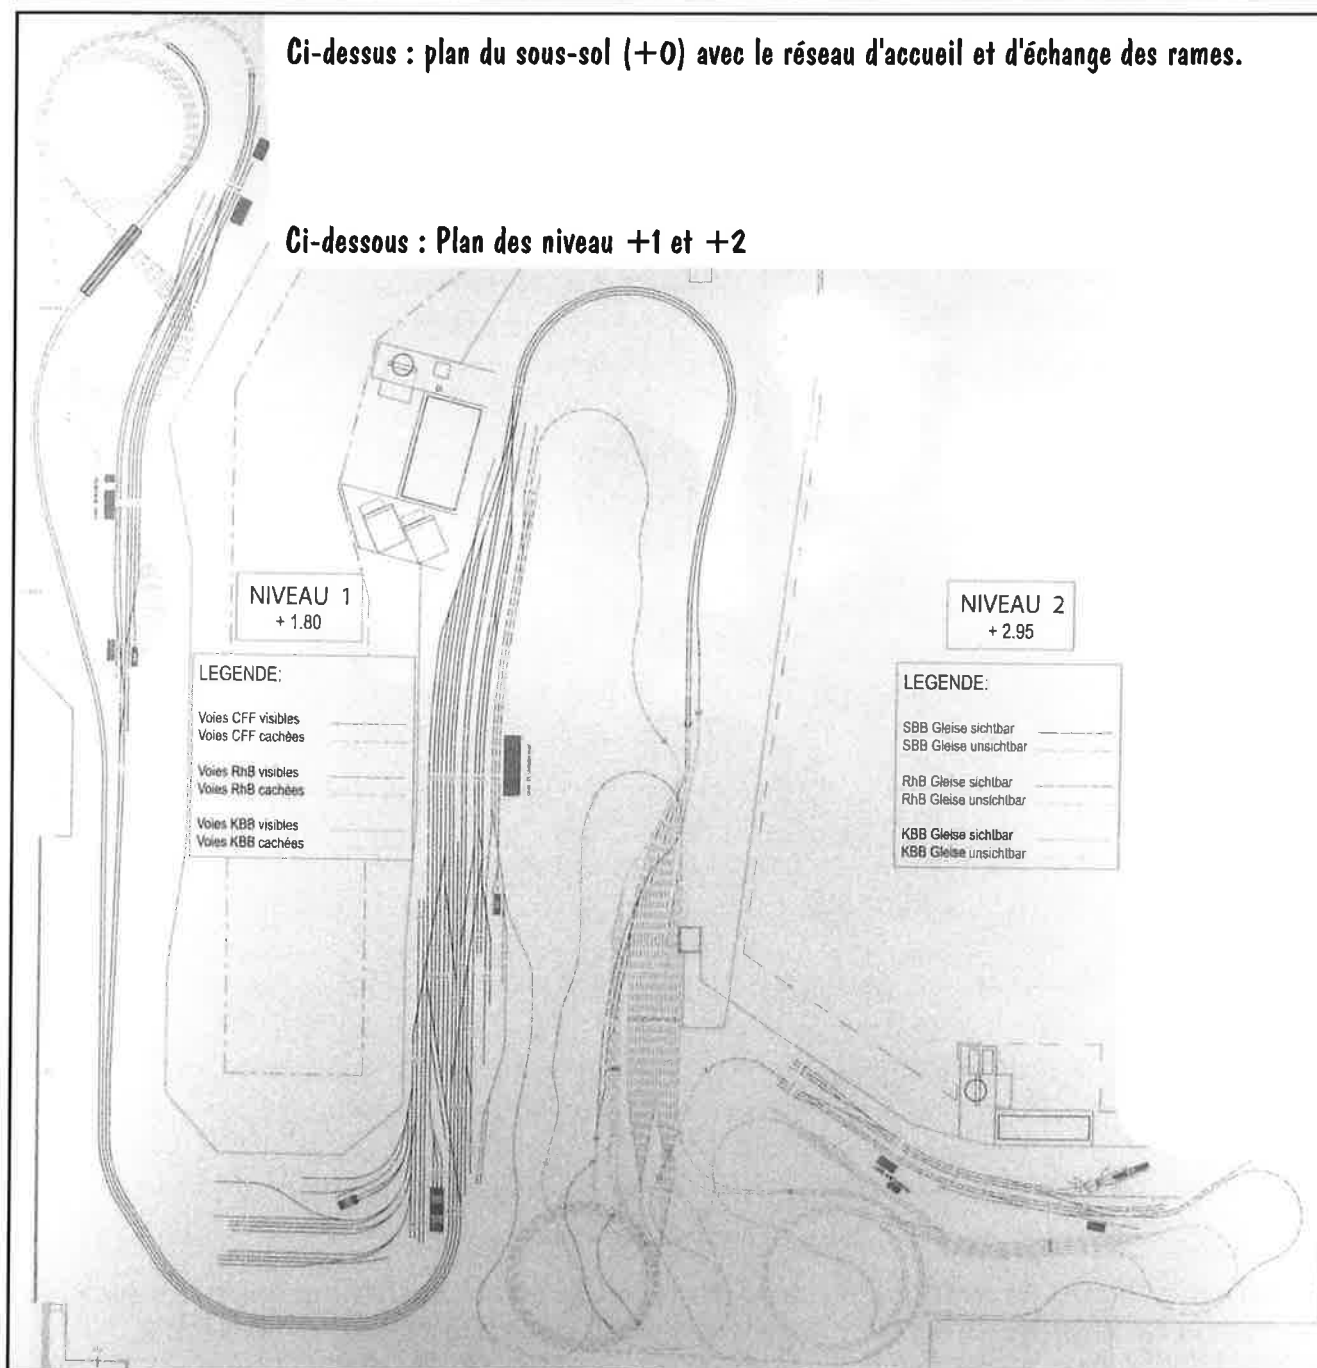 Ci-dessus : plan du sous-sol (+0) avec le réseau d'accueil et d'échange des rames.
Ci-dessous : Plan des niveau +1 et +2
NIVEAU 1
+ 1.80
LEGENDE:
Voies CFF visibles
Voies CFF cachées
Voies RhB visibles
Voies RhB cachées
Voies KBB visibles
Voies KBB cachées
NIVEAU 2
+ 2.95
LEGENDE:
SBB Gleise sichtbar
SBB Gleise unsichtbar
RhB Gleise sichtbar
RhB Gleise unsichtbar
KBB Gleise sichtbar
KBB Gleise unsichtbar